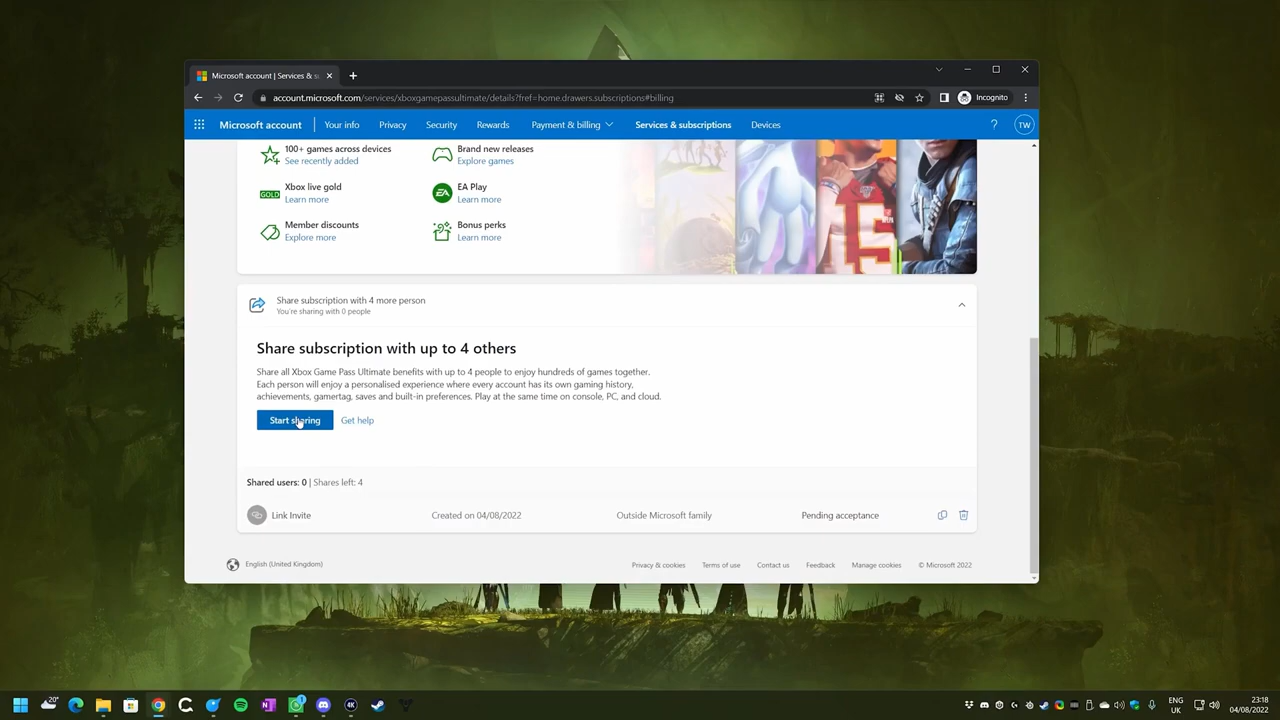 Microsoft account | Services & su
account.microsoft.com/services/xboxgamepassultimate/details?fref=home.drawers.subscriptions#billing
Incognito
Microsoft account
Your info
Privacy
Security
Rewards
Payment & billing
Services & subscriptions
Devices
?
TW
100+ games across devices
See recently added
Brand new releases
Explore games
GOLD
Xbox live gold
Learn more
EA
EA Play
Learn more
Member discounts
Explore more
Bonus perks
Learn more
15
Share subscription with 4 more person
You're sharing with 0 people
Share subscription with up to 4 others
Share all Xbox Game Pass Ultimate benefits with up to 4 people to enjoy hundreds of games together.
Each person will enjoy a personalised experience where every account has its own gaming history,
achievements, gamertag, saves and built-in preferences. Play at the same time on console, PC, and cloud.
Start sharing
Get help
Shared users: 0 | Shares left: 4
Link Invite
Created on 04/08/2022
Outside Microsoft family
Pending acceptance
English (United Kingdom)
Privacy & cookies
Terms of use
Contact us
Feedback
Manage cookies
© Microsoft 2022
20°
1
4K
ENG
UK
23:18
04/08/2022